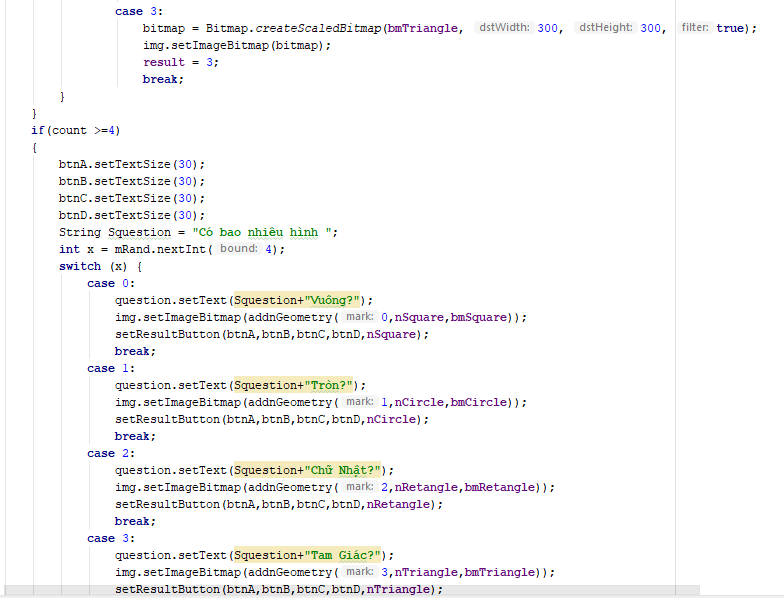 case 3:
bitmap = Bitmap.createScaledBitmap(bmTriangle, dstWidth: 300, dstHeight: 300, filter: true);
img.setImageBitmap(bitmap);
result = 3;
break;
}
}
if(count >=4)
{
btnA.setTextSize(30);
btnB.setTextSize(30);
btnC.setTextSize(30);
btnD.setTextSize(30);
String Squestion = "Có bao nhiêu hình ";
int x = mRand.nextInt( bound: 4);
switch (x) {
case 0:
question.setText(Squestion+"Vuông?");
img.setImageBitmap(addnGeometry( mark: 0,nSquare,bmSquare));
setResultButton(btnA,btnB,btnC,btnD,nSquare);
break;
case 1:
question.setText(Squestion+"Tròn?");
img.setImageBitmap(addnGeometry( mark: 1,nCircle,bmCircle));
setResultButton(btnA,btnB,btnC,btnD,nCircle);
break;
case 2:
question.setText(Squestion+"Chữ Nhật?");
img.setImageBitmap(addnGeometry( mark: 2,nRetangle,bmRetangle));
setResultButton(btnA,btnB,btnC,btnD,nRetangle);
break;
case 3:
question.setText(Squestion+"Tam Giác?");
img.setImageBitmap(addnGeometry( mark: 3,nTriangle,bmTriangle));
setResultButton(btnA,btnB,btnC,btnD,nTriangle);